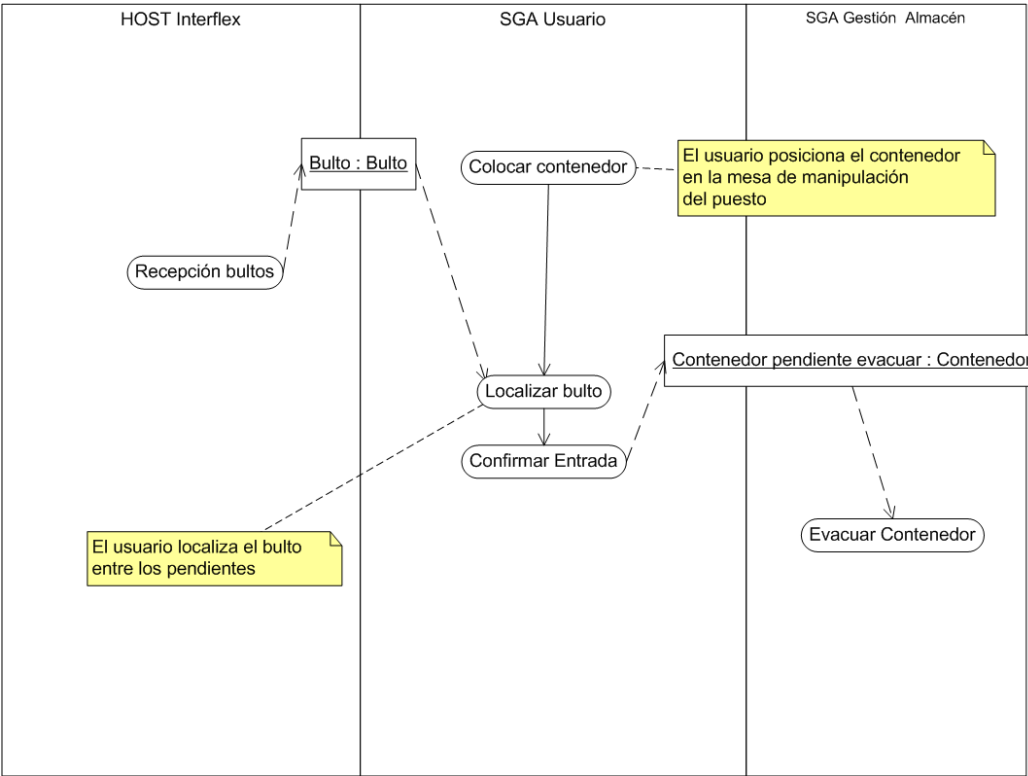 HOST Interflex
SGA Usuario
SGA Gestión Almacén
Bulto : Bulto
Colocar contenedor
El usuario posiciona el contenedor
en la mesa de manipulación
del puesto
Recepción bultos
Contenedor pendiente evacuar : Contenedor
Localizar bulto
Confirmar Entrada
El usuario localiza el bulto
entre los pendientes
Evacuar Contenedor